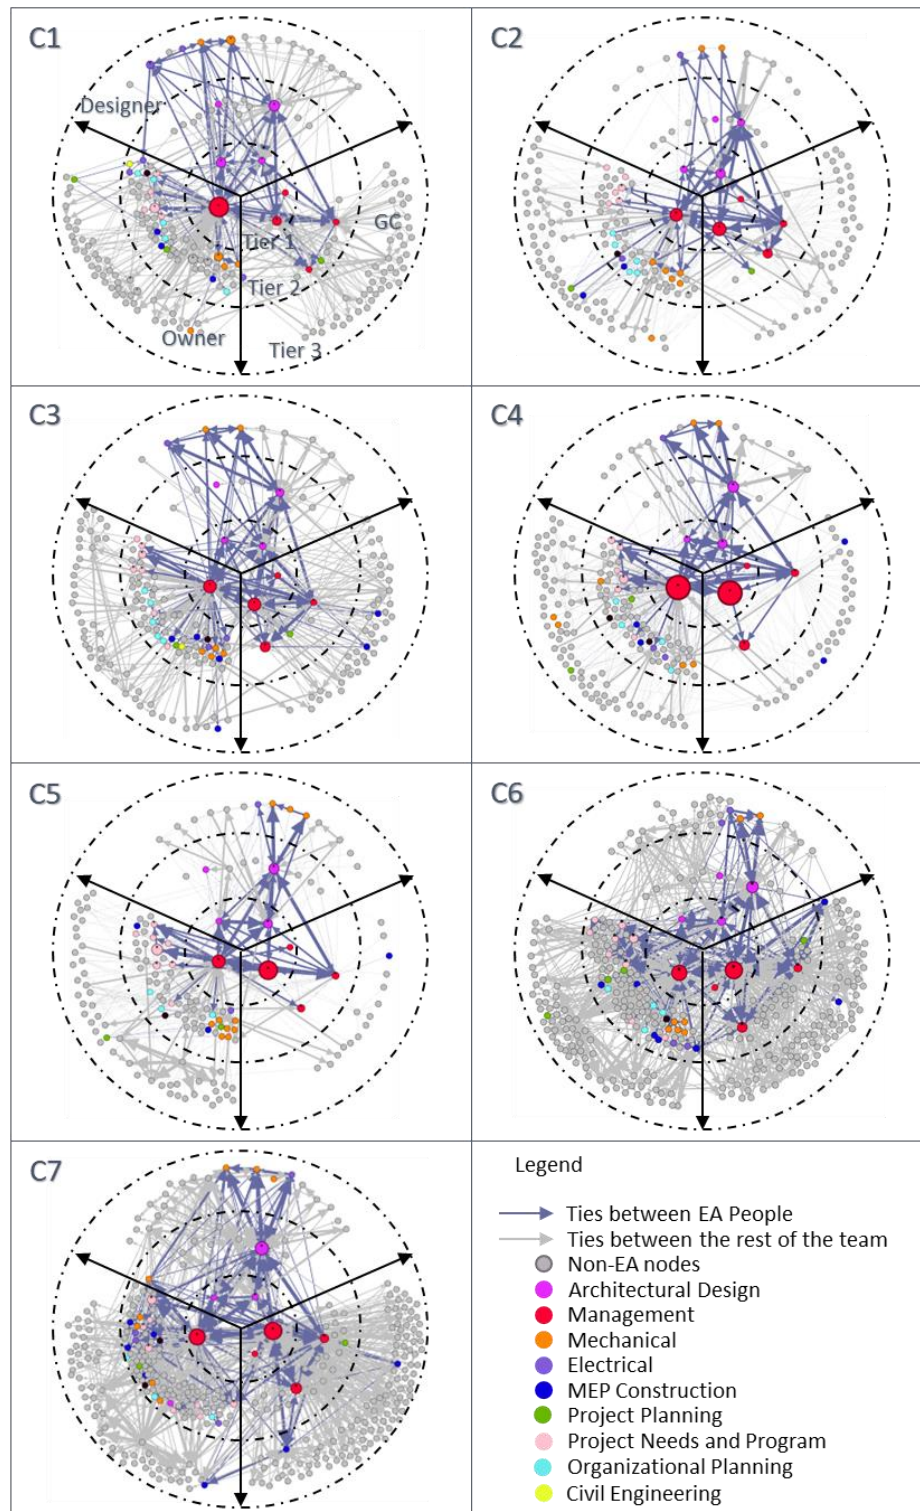 C1
C2
Designer
GC
Tier 1
Tier 2
Owner
Tier 3
C3
C4
C5
C6
C7
Legend
Ties between EA People
Ties between the rest of the team
Non-EA nodes
Architectural Design
Management
Mechanical
Electrical
MEP Construction
Project Planning
Project Needs and Program
Organizational Planning
Civil Engineering